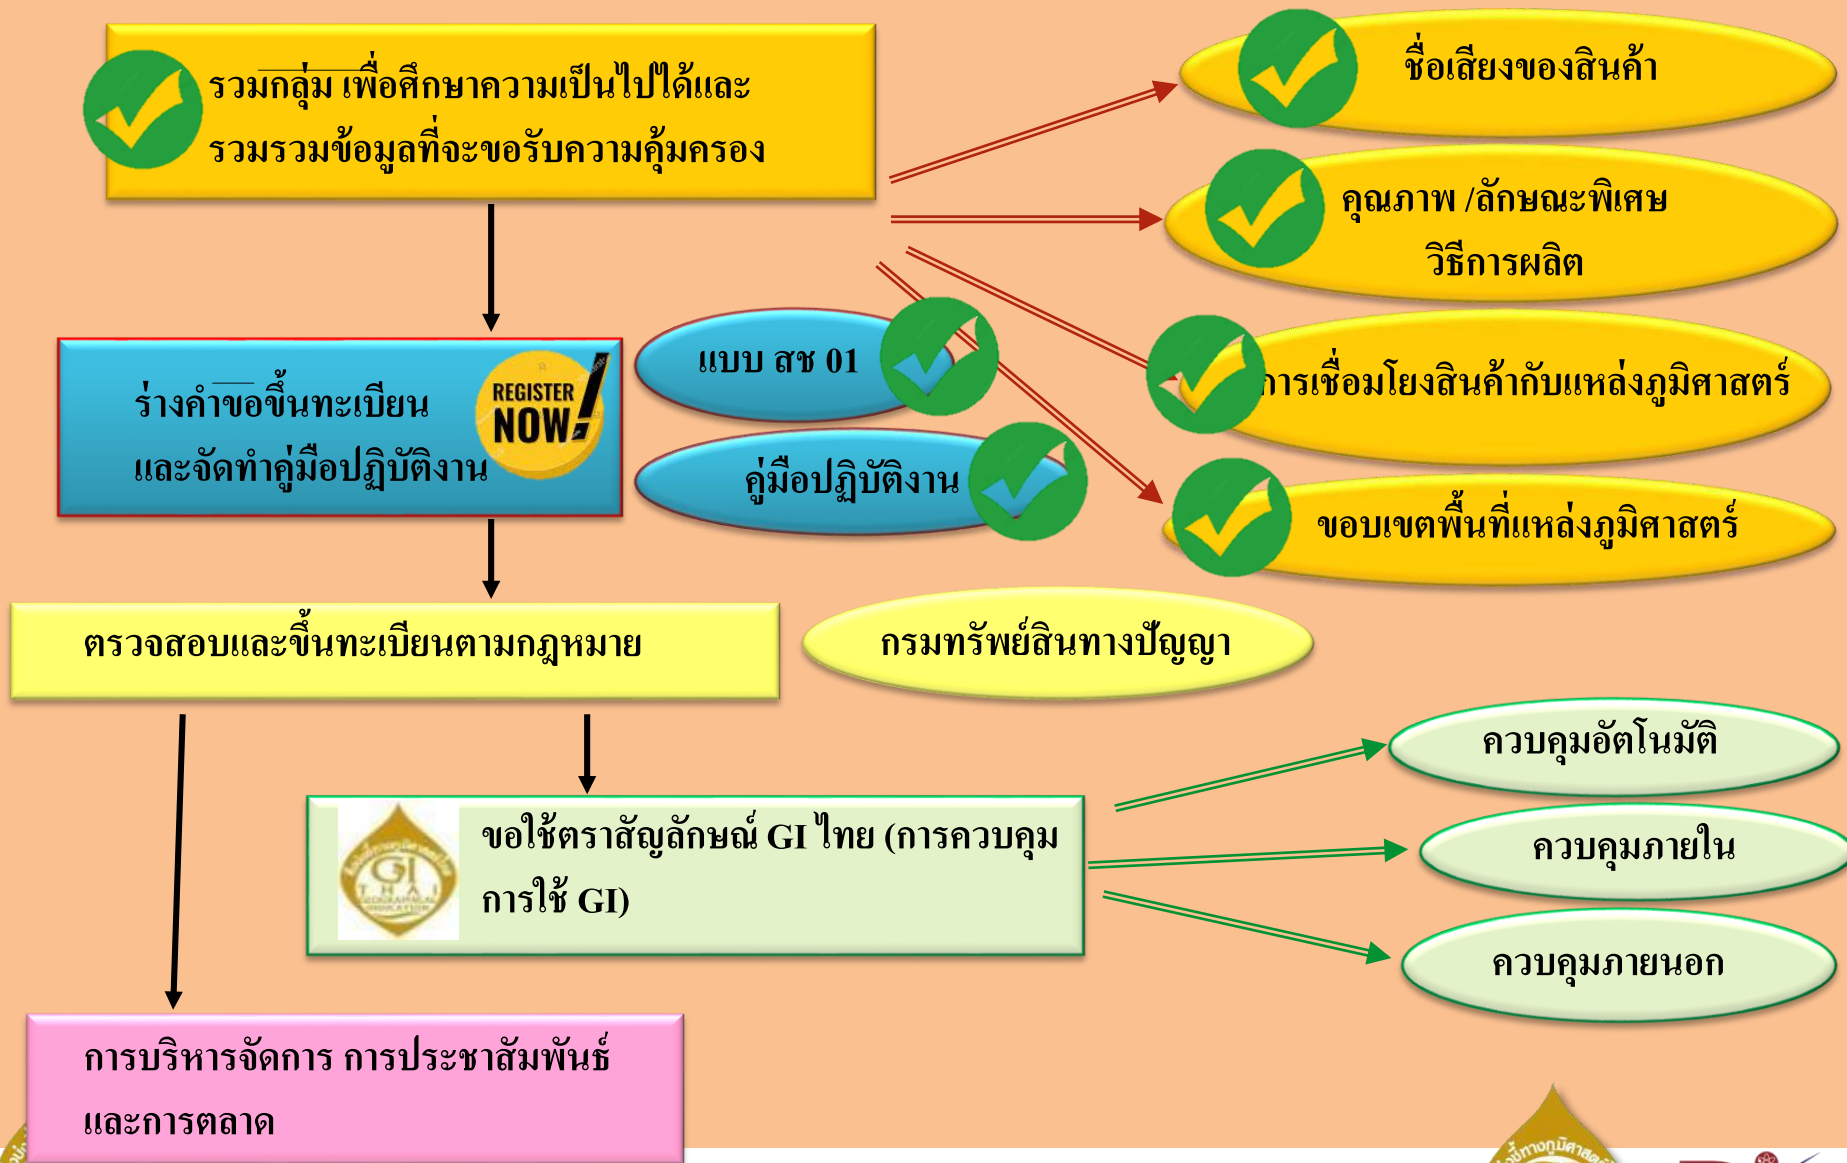 รวมกลุ่ม เพื่อศึกษาความเป็นไปได้และ
รวมรวมข้อมูลที่จะขอรับความคุ้มครอง
ชื่อเสียงของสินค้า
คุณภาพ /ลักษณะพิเศษ
วิธีการผลิต
การเชื่อมโยงสินค้ากับแหล่งภูมิศาสตร์
ขอบเขตพื้นที่แหล่งภูมิศาสตร์
ร่างคำขอขึ้นทะเบียน
และจัดทำคู่มือปฏิบัติงาน
REGISTER
NOW!
แบบ สช 01
คู่มือปฏิบัติงาน
ตรวจสอบและขึ้นทะเบียนตามกฎหมาย
กรมทรัพย์สินทางปัญญา
ขอใช้ตราสัญลักษณ์ GI ไทย (การควบคุม
การใช้ GI)
GI
THAI
GEOGRAPHICAL
INDICATION
ควบคุมอัตโนมัติ
ควบคุมภายใน
ควบคุมภายนอก
การบริหารจัดการ การประชาสัมพันธ์
และการตลาด